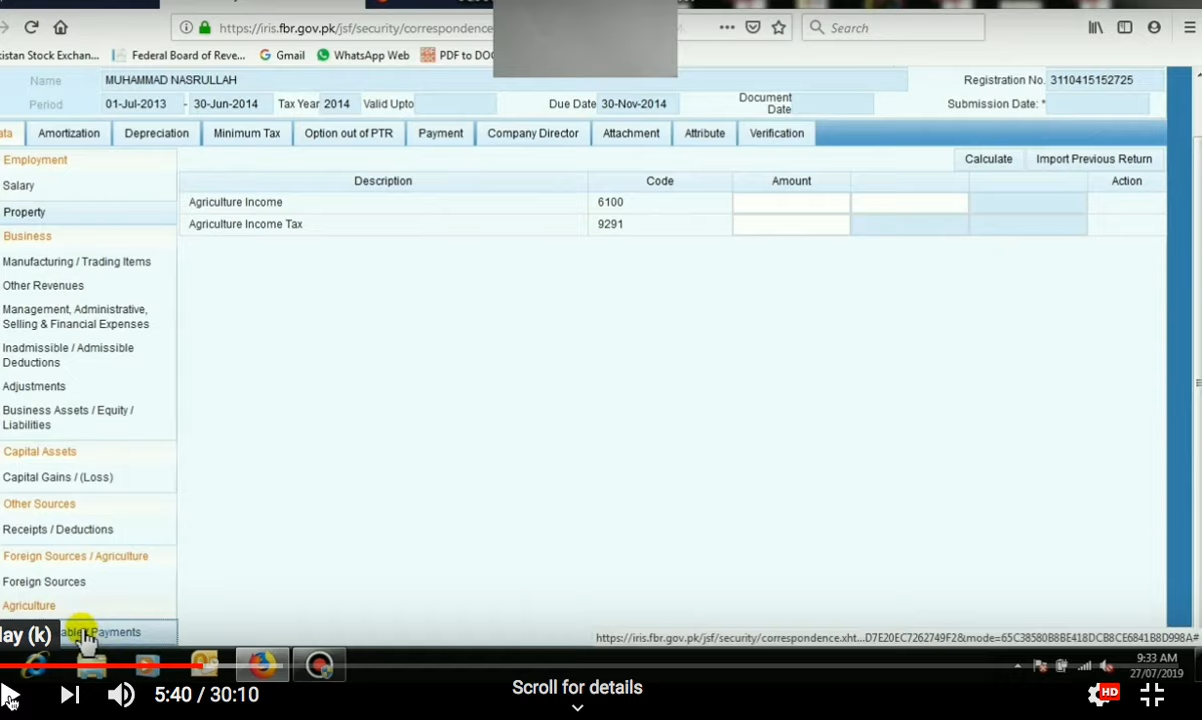 https://iris.fbr.gov.pk/jsf/security/correspondence
Search
kistan Stock Exchan...
Federal Board of Reve...
Gmail
WhatsApp Web
PDF to DO
Name MUHAMMAD NASRULLAH Registration No. 3110415152725
Period 01-Jul-2013 - 30-Jun-2014 Tax Year 2014 Valid Upto Due Date 30-Nov-2014 Document Date Submission Date: *
ata Amortization Depreciation Minimum Tax Option out of PTR Payment Company Director Attachment Attribute Verification
Employment
Calculate Import Previous Return
Salary
Description Code Amount Action
Agriculture Income 6100
Property
Agriculture Income Tax 9291
Business
Manufacturing / Trading Items
Other Revenues
Management, Administrative,
Selling & Financial Expenses
Inadmissible / Admissible
Deductions
Adjustments
Business Assets / Equity /
Liabilities
Capital Assets
Capital Gains / (Loss)
Other Sources
Receipts / Deductions
Foreign Sources / Agriculture
Foreign Sources
Agriculture
lay (k) Payments
https://iris.fbr.gov.pk/jsf/security/correspondence.xht...D7E20EC7262749F2&mode=65C38580B8BE418DCB8CE6841B8D998A#
9:33 AM
27/07/2019
5:40 / 30:10
Scroll for details
HD